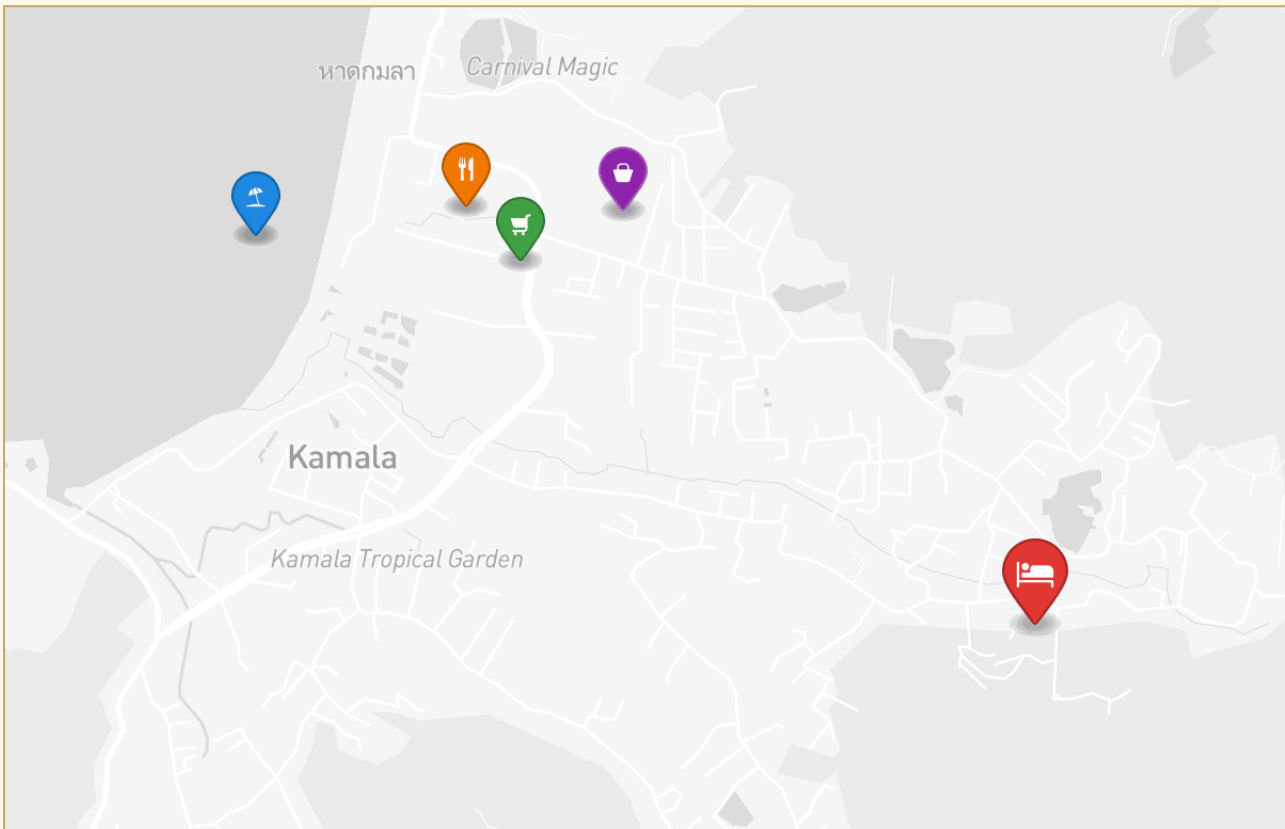 หาดกมลา
Carnival Magic
Kamala
Kamala Tropical Garden